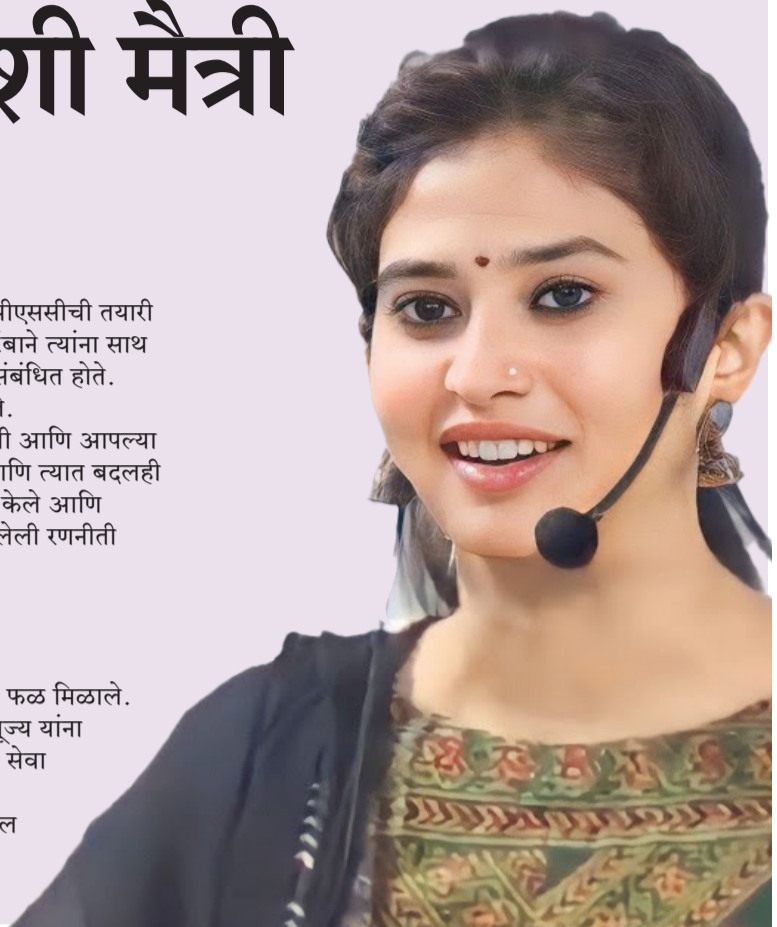 शी मैत्री
पीएससीची तयारी
त्यांना साथ
संबंधित होते.
आणि आपल्या
त्यात बदलही
केले आणि
रणनीती
फळ मिळाले.
यांना
सेवा